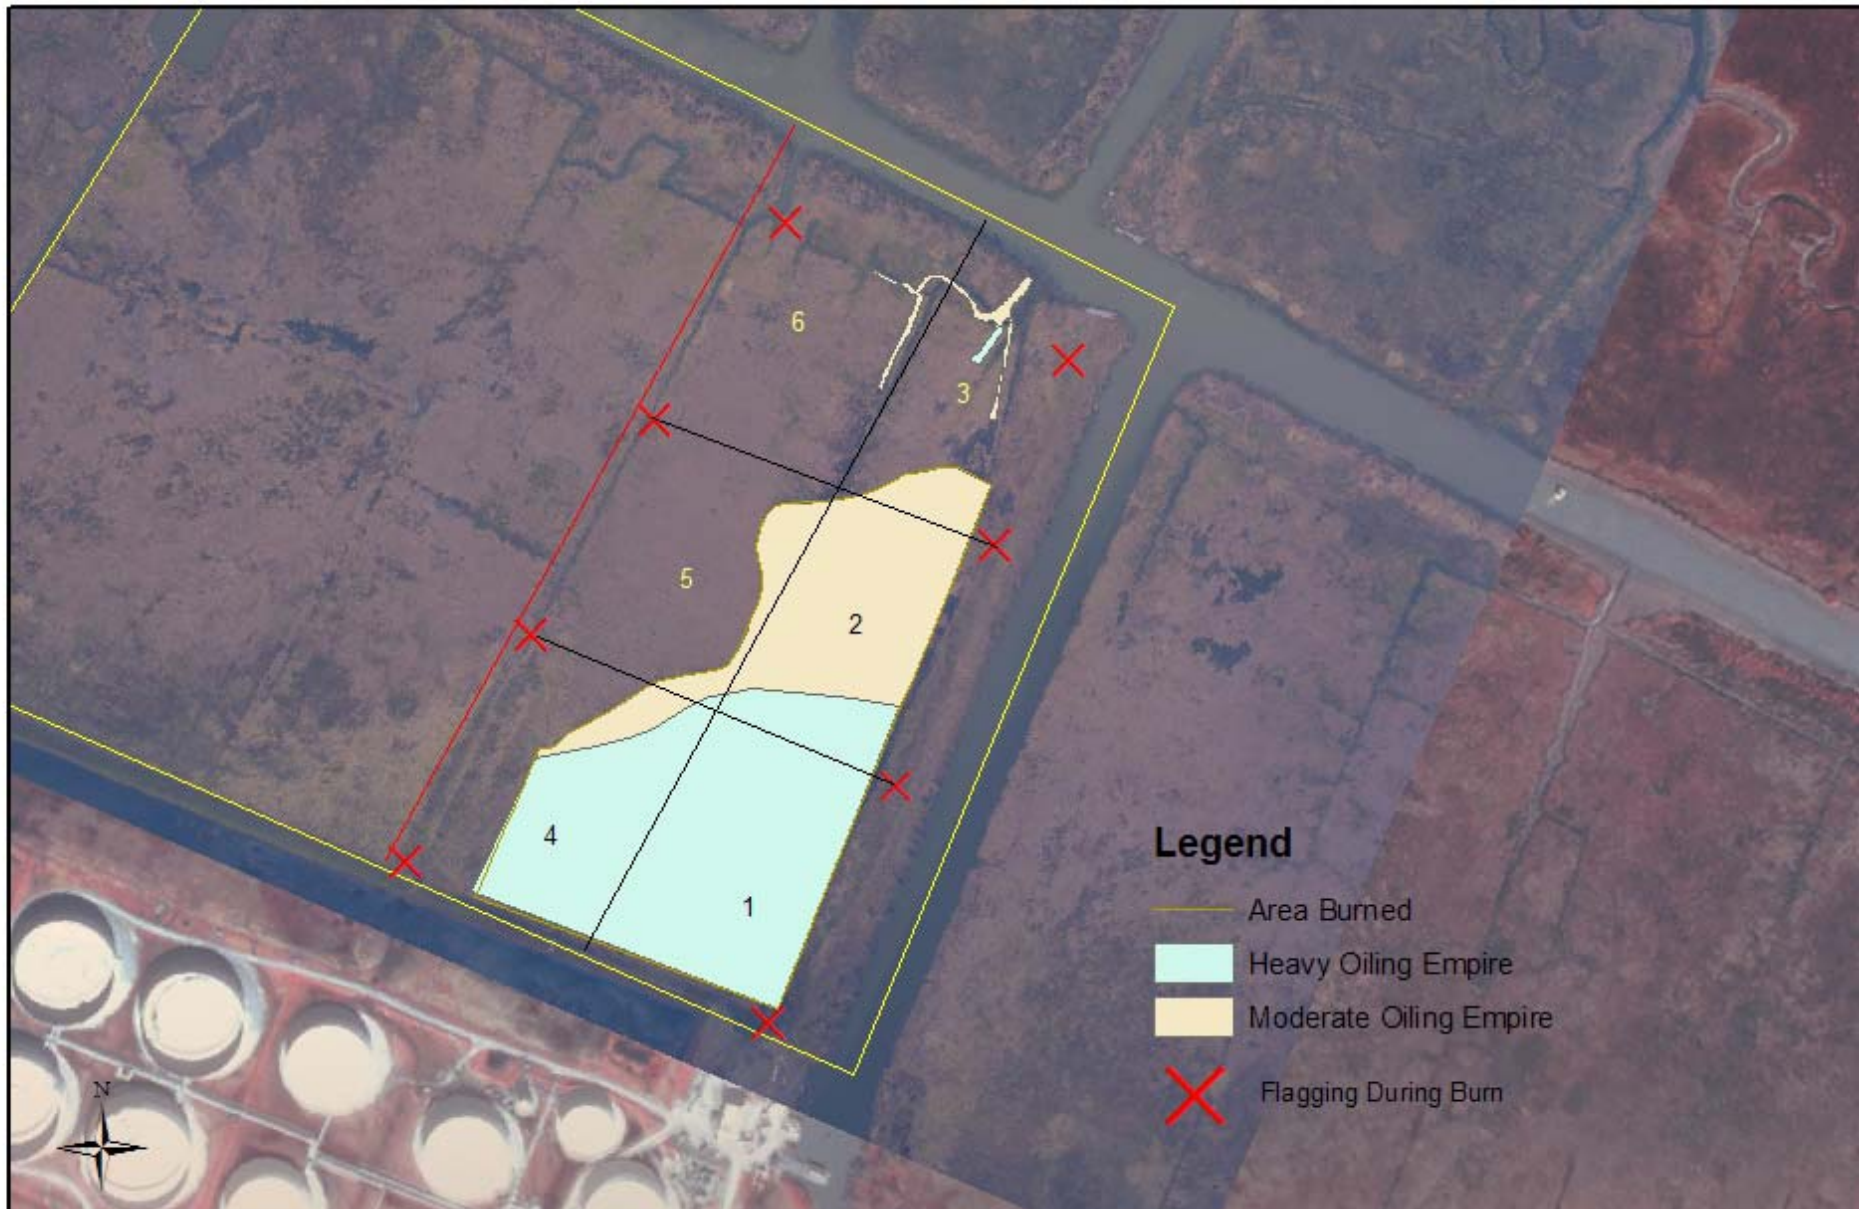 6
3
5
2
4
1
Legend
Area Burned
Heavy Oiling Empire
Moderate Oiling Empire
Flagging During Burn
N